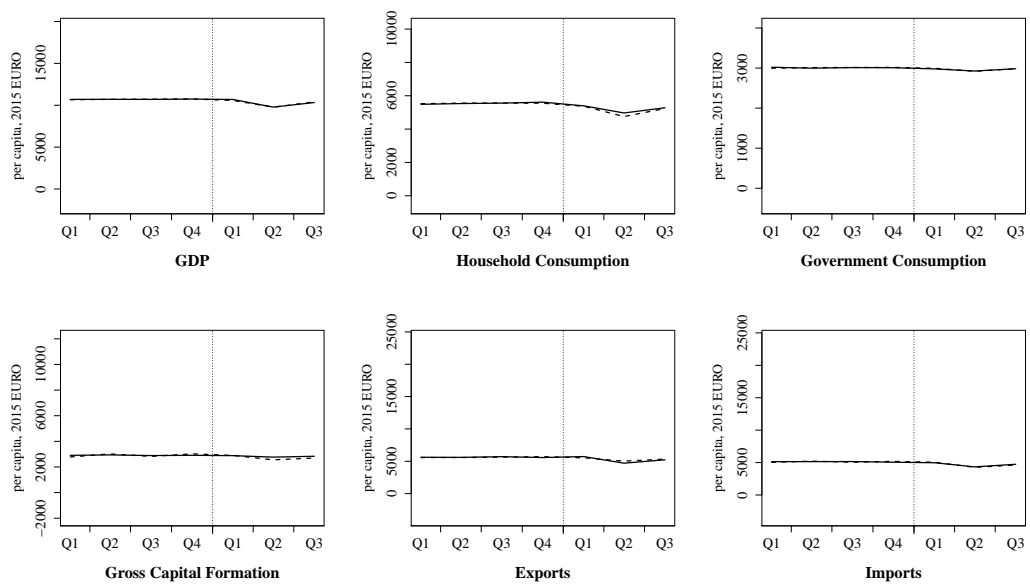 per capita, 2015 EURO
0 5000 15000
Q1 Q2 Q3 Q4 Q1 Q2 Q3
GDP
per capita, 2015 EURO
0 2000 6000 10000
Q1 Q2 Q3 Q4 Q1 Q2 Q3
Household Consumption
per capita, 2015 EURO
0 1000 3000
Q1 Q2 Q3 Q4 Q1 Q2 Q3
Government Consumption
per capita, 2015 EURO
−2000 2000 6000 10000
Q1 Q2 Q3 Q4 Q1 Q2 Q3
Gross Capital Formation
per capita, 2015 EURO
0 5000 15000 25000
Q1 Q2 Q3 Q4 Q1 Q2 Q3
Exports
per capita, 2015 EURO
0 5000 15000 25000
Q1 Q2 Q3 Q4 Q1 Q2 Q3
Imports